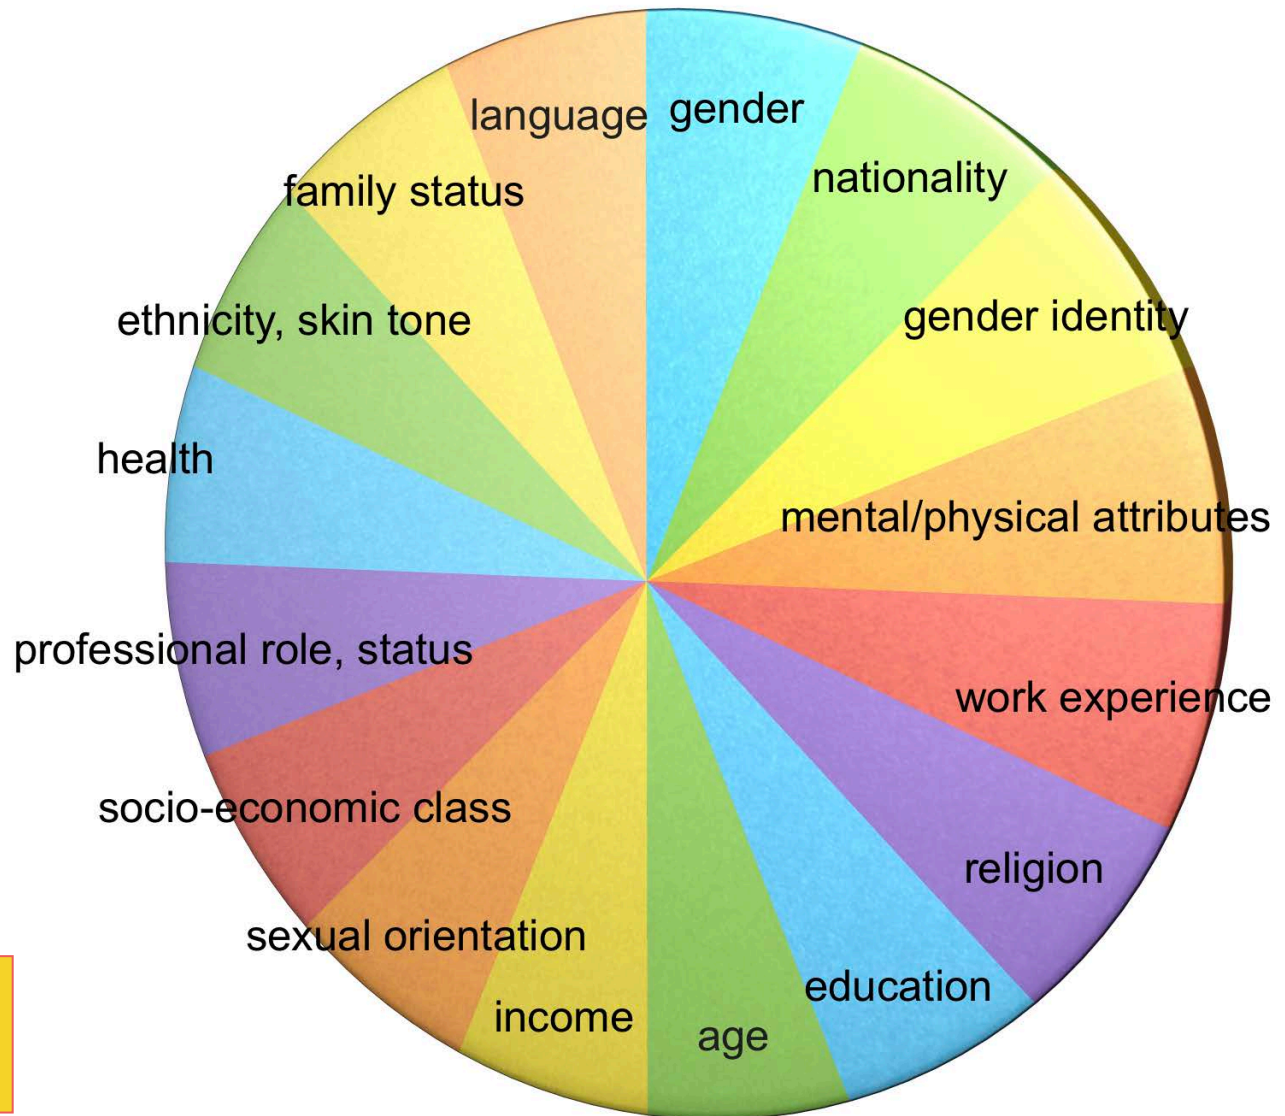 language
gender
nationality
family status
gender identity
ethnicity, skin tone
health
mental/physical attributes
professional role, status
work experience
socio-economic class
religion
sexual orientation
education
income
age